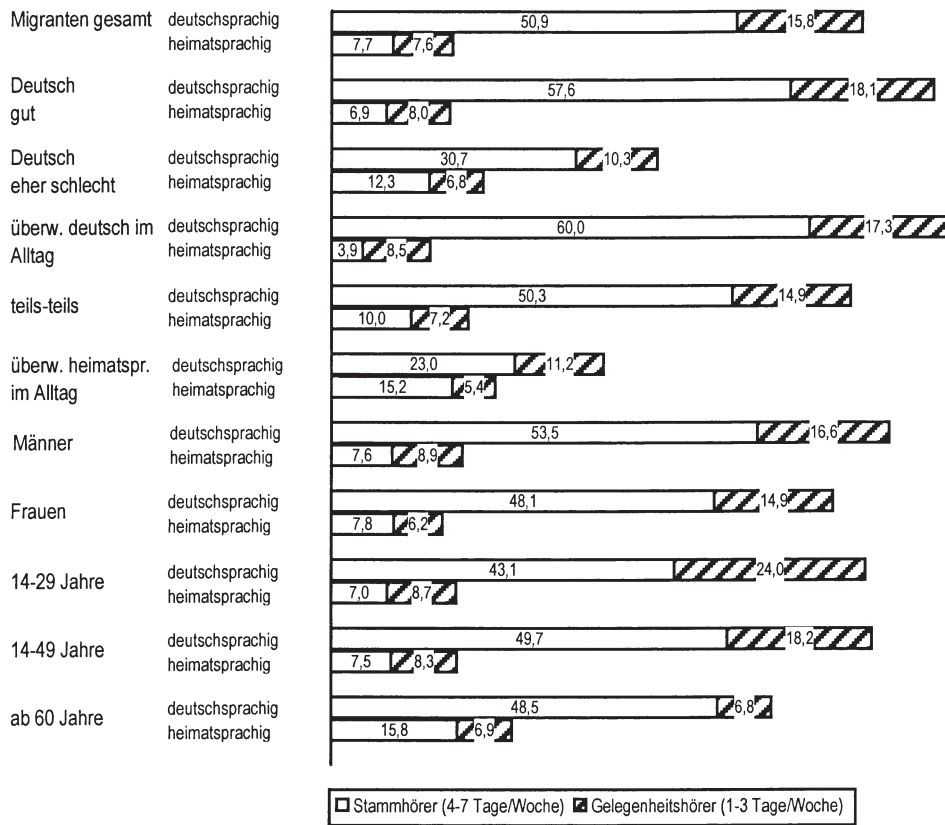 Migranten gesamt deutschsprachig 50,9 15,8
heimatsprachig 7,7 7,6
Deutsch deutschsprachig 57,6 18,1
gut heimatsprachig 6,9 8,0
Deutsch deutschsprachig 30,7 10,3
eher schlecht heimatsprachig 12,3 6,8
überw. deutsch im deutschsprachig 60,0 17,3
Alltag heimatsprachig 3,9 8,5
teils-teils deutschsprachig 50,3 14,9
heimatsprachig 10,0 7,2
überw. heimatspr. deutschsprachig 23,0 11,2
im Alltag heimatsprachig 15,2 5,4
Männer deutschsprachig 53,5 16,6
heimatsprachig 7,6 8,9
Frauen deutschsprachig 48,1 14,9
heimatsprachig 7,8 6,2
14-29 Jahre deutschsprachig 43,1 24,0
heimatsprachig 7,0 8,7
14-49 Jahre deutschsprachig 49,7 18,2
heimatsprachig 7,5 8,3
ab 60 Jahre deutschsprachig 48,5 6,8
heimatsprachig 15,8 6,9
Stammhörer (4-7 Tage/Woche) Gelegenheitshörer (1-3 Tage/Woche)